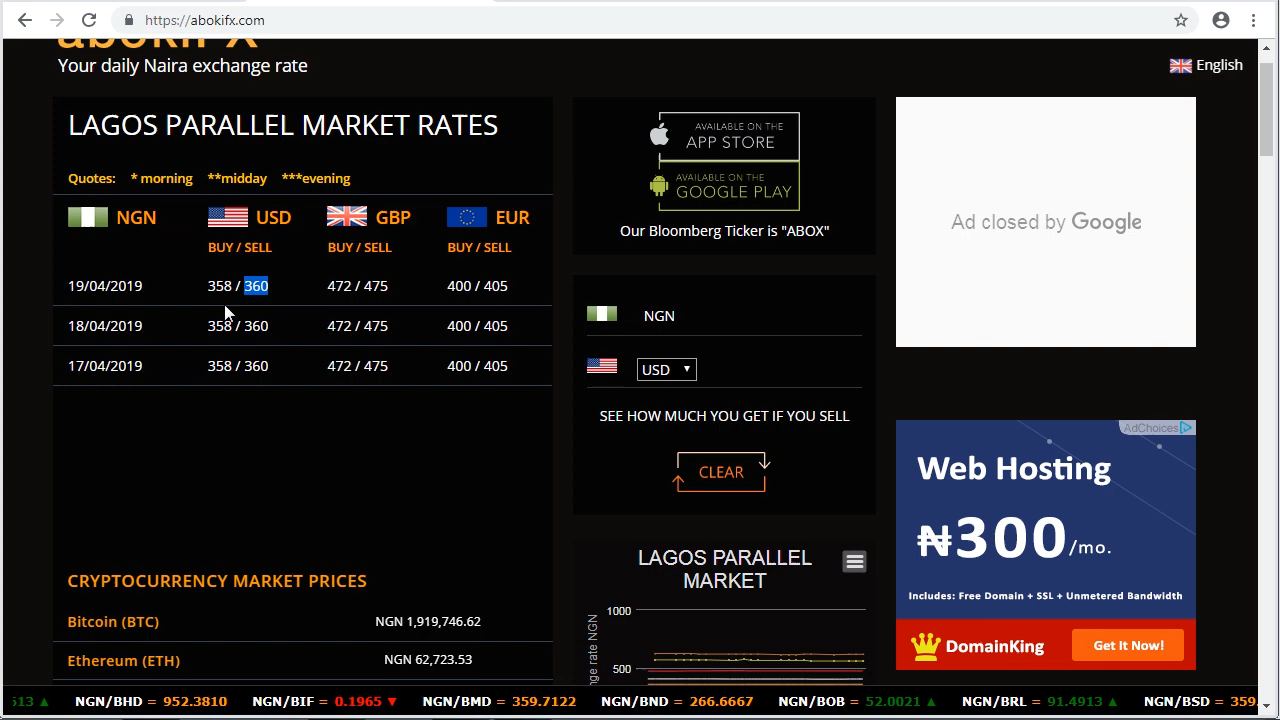 https://abokifx.com
abokiFX
Your daily Naira exchange rate
English
LAGOS PARALLEL MARKET RATES
Quotes: * morning **midday ***evening
NGN USD GBP EUR
BUY / SELL BUY / SELL BUY / SELL
19/04/2019 358 / 360 472 / 475 400 / 405
18/04/2019 358 / 360 472 / 475 400 / 405
17/04/2019 358 / 360 472 / 475 400 / 405
CRYPTOCURRENCY MARKET PRICES
Bitcoin (BTC) NGN 1,919,746.62
Ethereum (ETH) NGN 62,723.53
AVAILABLE ON THE
APP STORE
AVAILABLE ON THE
GOOGLE PLAY
Our Bloomberg Ticker is "ABOX"
NGN
USD
SEE HOW MUCH YOU GET IF YOU SELL
CLEAR
LAGOS PARALLEL
MARKET
1000
500
Ad closed by Google
AdChoices
Web Hosting
₦300/mo.
Includes: Free Domain + SSL + Unmetered Bandwidth
DomainKing
Get It Now!
513 ▲ NGN/BHD = 952.3810 NGN/BIF = 0.1965 ▼ NGN/BMD = 359.7122 NGN/BND = 266.6667 NGN/BOB = 52.0021 ▲ NGN/BRL = 91.4913 ▲ NGN/BSD = 359.